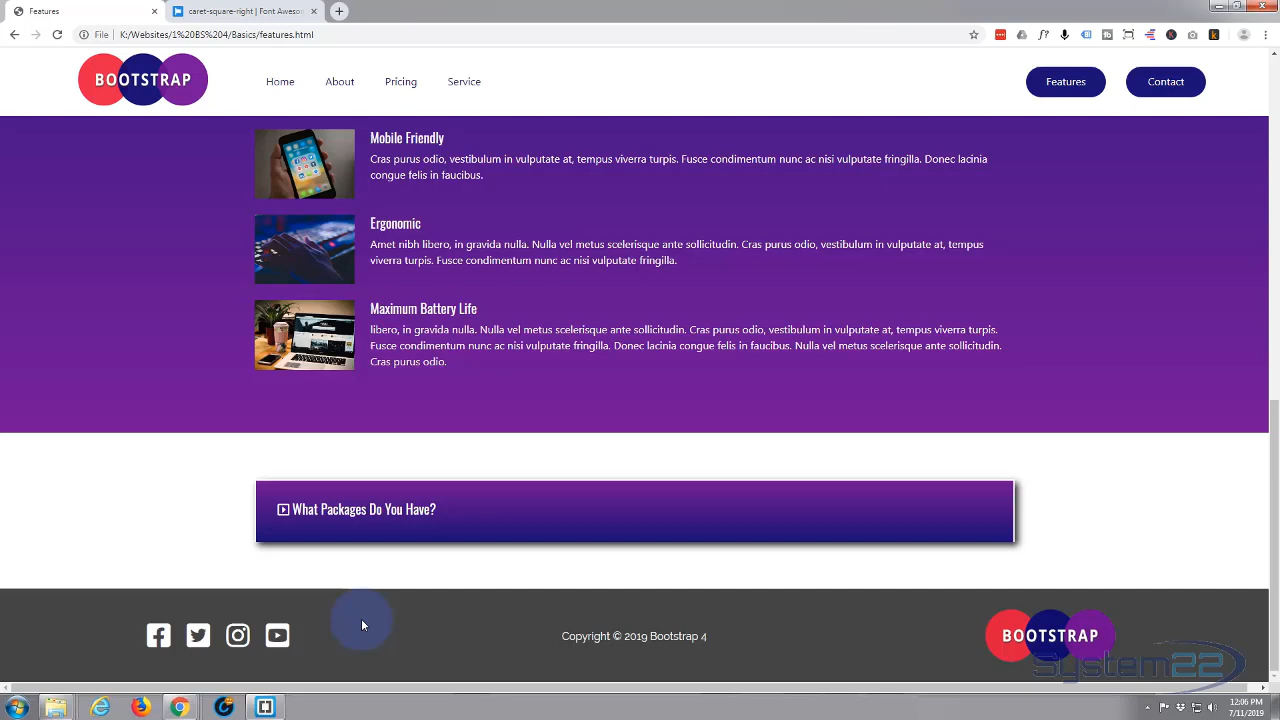 Features
caret-square-right | Font Aweso
File | K:/Websites/1%20BS%204/Basics/features.html
BOOTSTRAP
Home
About
Pricing
Service
Features
Contact
Mobile Friendly
Cras purus odio, vestibulum in vulputate at, tempus viverra turpis. Fusce condimentum nunc ac nisi vulputate fringilla. Donec lacinia
congue felis in faucibus.
Ergonomic
Amet nibh libero, in gravida nulla. Nulla vel metus scelerisque ante sollicitudin. Cras purus odio, vestibulum in vulputate at, tempus
viverra turpis. Fusce condimentum nunc ac nisi vulputate fringilla.
Maximum Battery Life
libero, in gravida nulla. Nulla vel metus scelerisque ante sollicitudin. Cras purus odio, vestibulum in vulputate at, tempus viverra turpis.
Fusce condimentum nunc ac nisi vulputate fringilla. Donec lacinia congue felis in faucibus. Nulla vel metus scelerisque ante sollicitudin.
Cras purus odio.
What Packages Do You Have?
Copyright © 2019 Bootstrap 4
BOOTSTRAP
System22
12:06 PM
7/11/2019